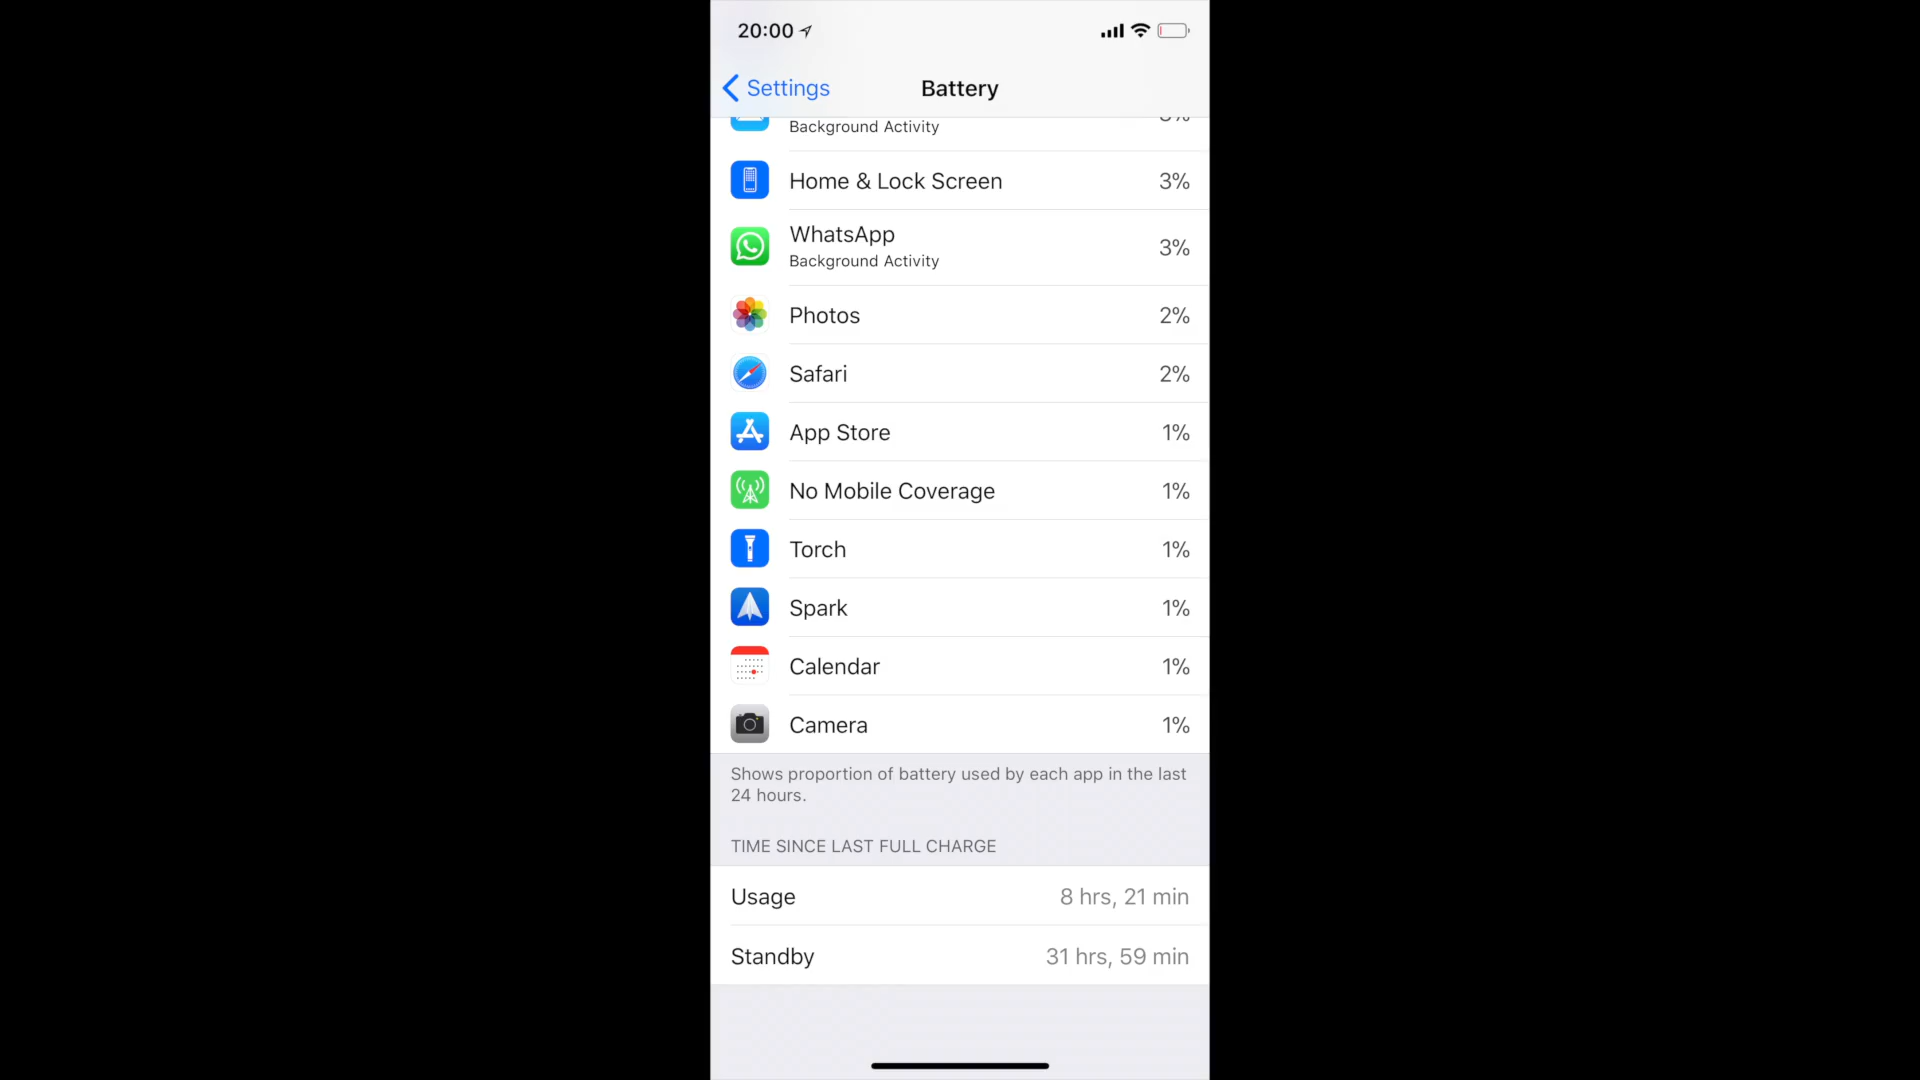 20:00
Settings
Battery
Background Activity
Home & Lock Screen 3%
WhatsApp
Background Activity
3%
Photos 2%
Safari 2%
App Store 1%
No Mobile Coverage 1%
Torch 1%
Spark 1%
Calendar 1%
Camera 1%
Shows proportion of battery used by each app in the last
24 hours.
TIME SINCE LAST FULL CHARGE
Usage 8 hrs, 21 min
Standby 31 hrs, 59 min